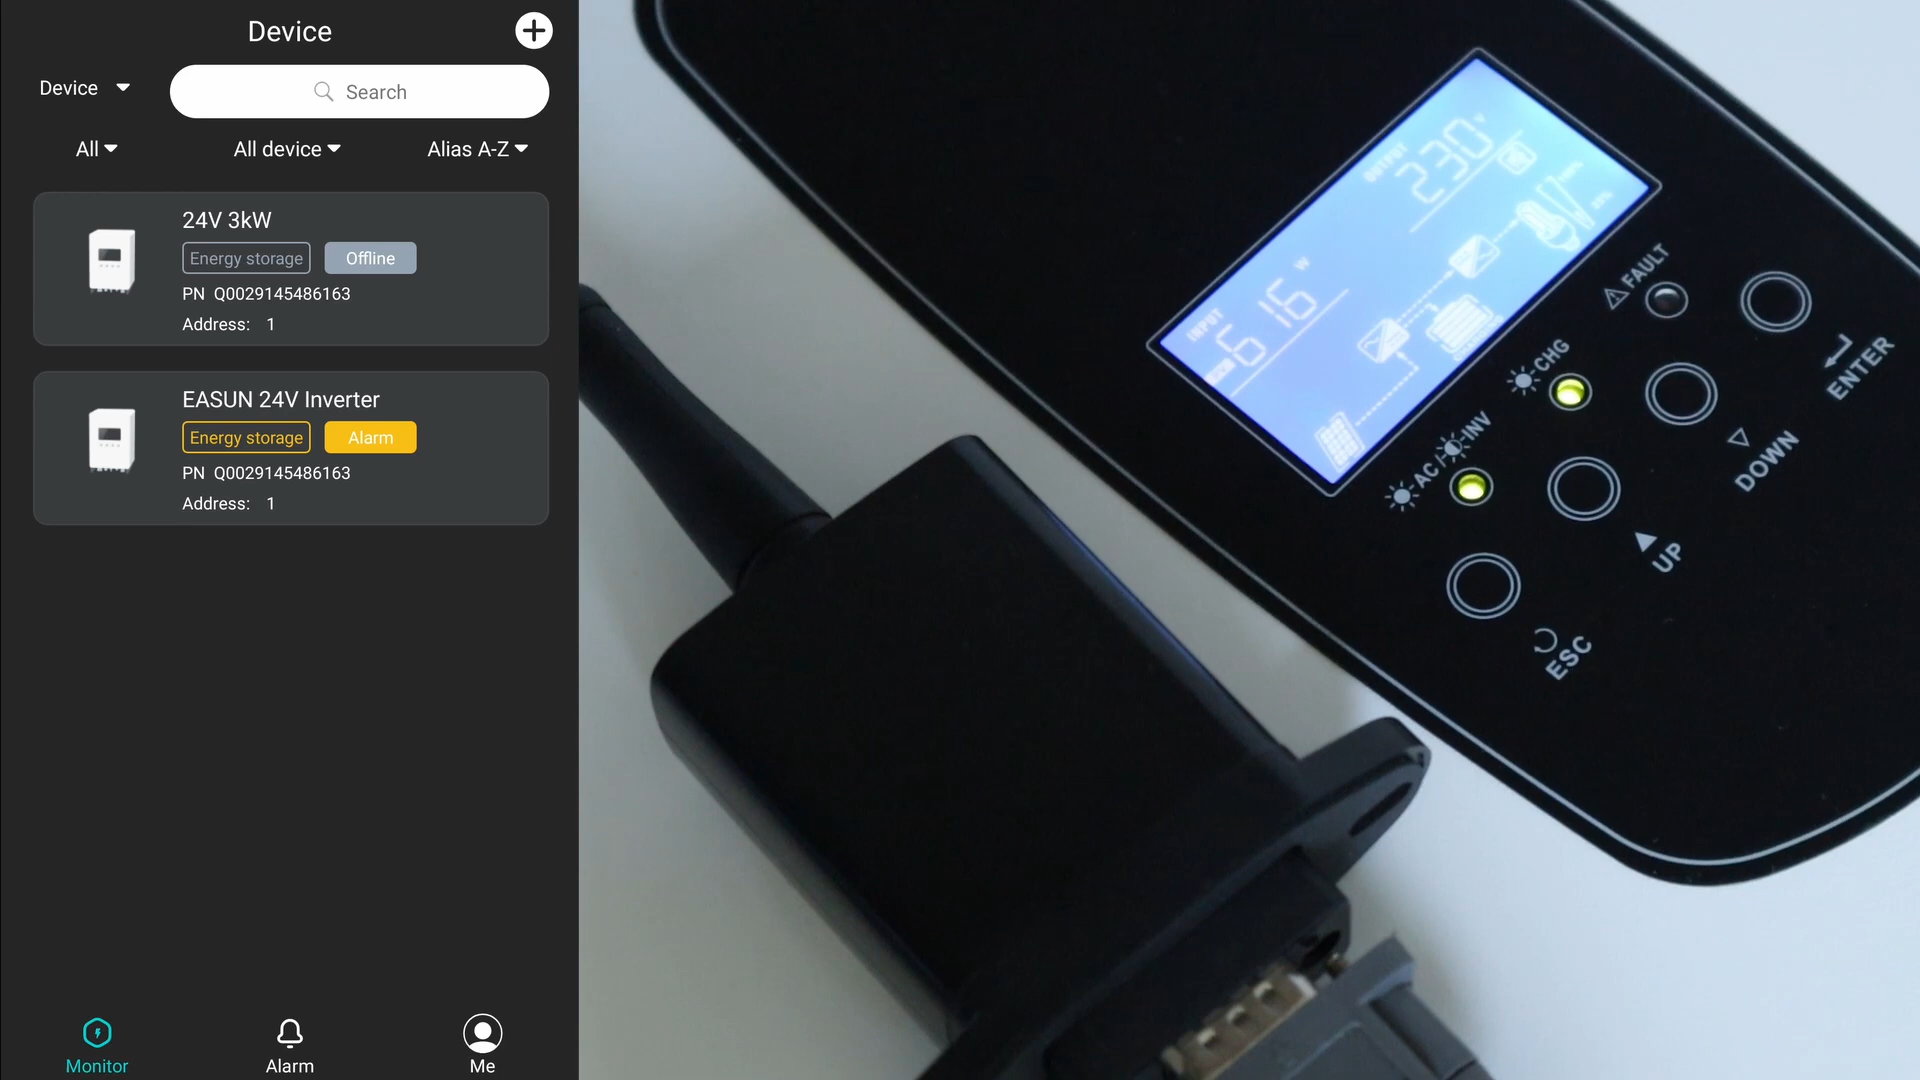 Device
Device
Search
All
All device
Alias A-Z
24V 3kW
Energy storage
Offline
PN Q0029145486163
Address: 1
EASUN 24V Inverter
Energy storage
Alarm
PN Q0029145486163
Address: 1
Monitor
Alarm
Me
OUTPUT
230 V
INPUT
616 W
100%
25%
FAULT
CHG
AC/INV
ENTER
DOWN
UP
ESC